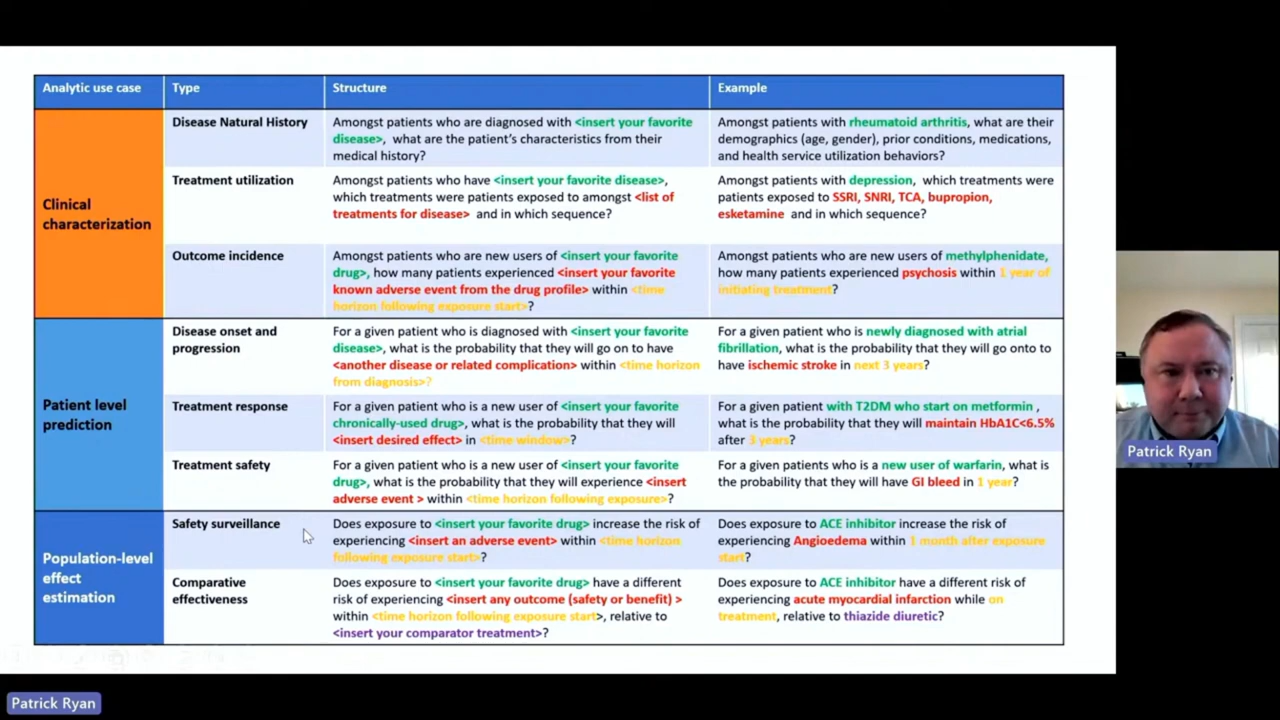 Analytic use case
Type
Structure
Example
Clinical
characterization
Disease Natural History
Amongst patients who are diagnosed with <insert your favorite
disease>, what are the patient's characteristics from their
medical history?
Amongst patients with rheumatoid arthritis, what are their
demographics (age, gender), prior conditions, medications,
and health service utilization behaviors?
Treatment utilization
Amongst patients who have <insert your favorite disease>,
which treatments were patients exposed to amongst <list of
treatments for disease> and in which sequence?
Amongst patients with depression, which treatments were
patients exposed to SSRI, SNRI, TCA, bupropion,
esketamine and in which sequence?
Outcome incidence
Amongst patients who are new users of <insert your favorite
drug>, how many patients experienced <insert your favorite
known adverse event from the drug profile> within <time
horizon following exposure start>?
Amongst patients who are new users of methylphenidate,
how many patients experienced psychosis within 1 year of
initiating treatment?
Patient level
prediction
Disease onset and
progression
For a given patient who is diagnosed with <insert your favorite
disease>, what is the probability that they will go on to have
<another disease or related complication> within <time horizon
from diagnosis>?
For a given patient who is newly diagnosed with atrial
fibrillation, what is the probability that they will go onto to
have ischemic stroke in next 3 years?
Treatment response
For a given patient who is a new user of <insert your favorite
chronically-used drug>, what is the probability that they will
<insert desired effect> in <time window>?
For a given patient with T2DM who start on metformin ,
what is the probability that they will maintain HbA1C<6.5%
after 3 years?
Treatment safety
For a given patient who is a new user of <insert your favorite
drug>, what is the probability that they will experience <insert
adverse event > within <time horizon following exposure>?
For a given patients who is a new user of warfarin, what is
the probability that they will have GI bleed in 1 year?
Population-level
effect
estimation
Safety surveillance
Does exposure to <insert your favorite drug> increase the risk of
experiencing <insert an adverse event> within <time horizon
following exposure start>?
Does exposure to ACE inhibitor increase the risk of
experiencing Angioedema within 1 month after exposure
start?
Comparative
effectiveness
Does exposure to <insert your favorite drug> have a different
risk of experiencing <insert any outcome (safety or benefit) >
within <time horizon following exposure start>, relative to
<insert your comparator treatment>?
Does exposure to ACE inhibitor have a different risk of
experiencing acute myocardial infarction while on
treatment, relative to thiazide diuretic?
Patrick Ryan
Patrick Ryan